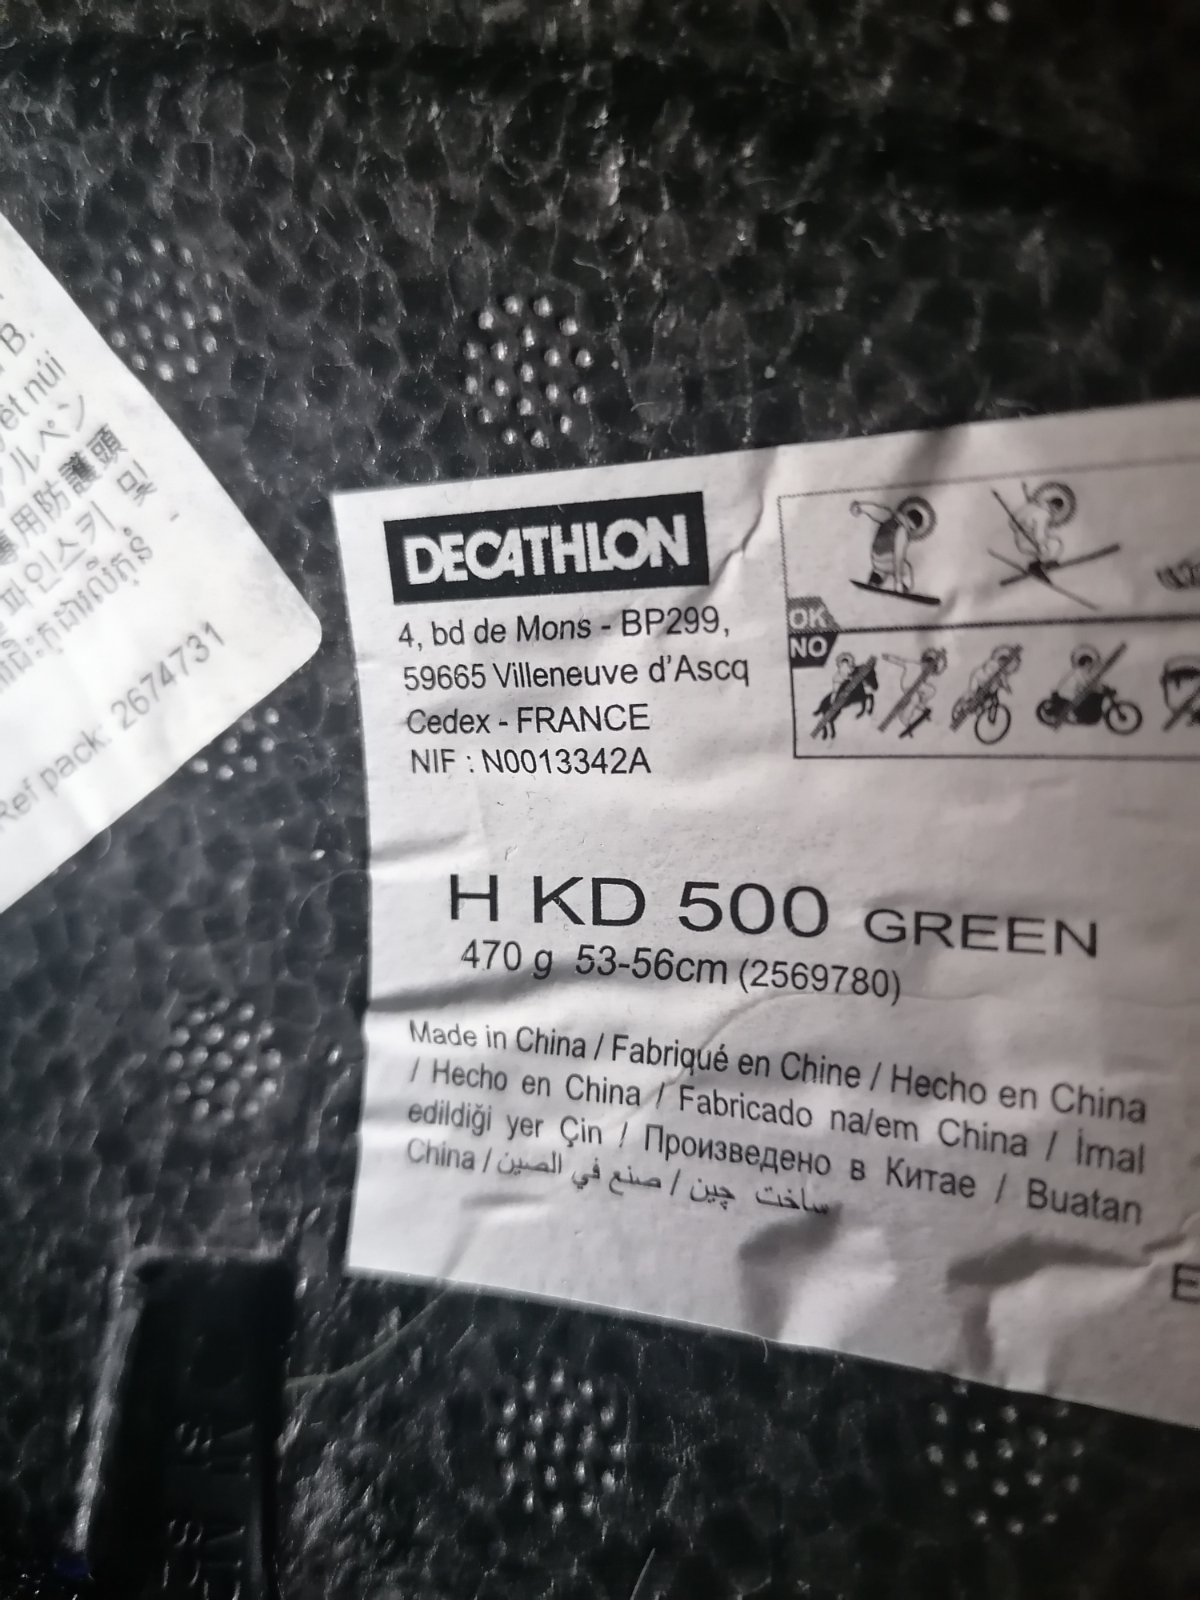 B.
núi
ルペン
專用防護頭
파인스키 및
Ref pack: 2674731
DECATHLON
4, bd de Mons - BP299,
59665 Villeneuve d'Ascq
Cedex - FRANCE
NIF : N0013342A
OK
NO
H KD 500 GREEN
470 g 53-56cm (2569780)
Made in China / Fabriqué en Chine / Hecho en China
/ Hecho en China / Fabricado na/em China / İmal
edildiği yer Çin / Произведено в Китае / Buatan
China / صنع في الصين / ساخت چین
E